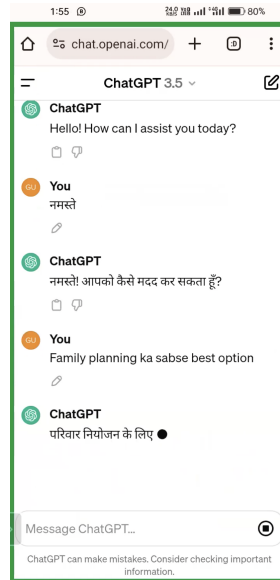 1:55
80%
chat.openai.com/
ChatGPT 3.5
ChatGPT
Hello! How can I assist you today?
GU You
नमस्ते
ChatGPT
नमस्ते! आपको कैसे मदद कर सकता हूँ?
GU You
Family planning ka sabse best option
ChatGPT
परिवार नियोजन के लिए
Message ChatGPT...
ChatGPT can make mistakes. Consider checking important
information.